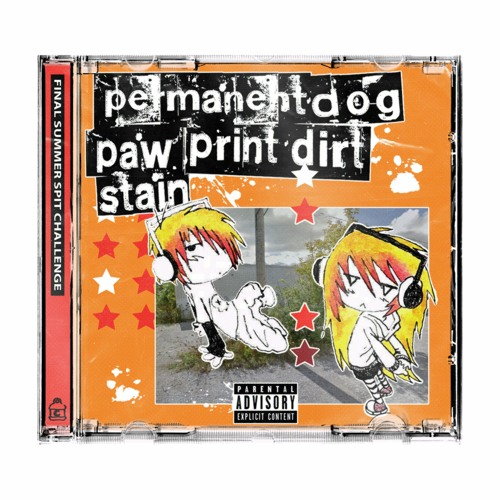 permanent dog
paw print dirt
stain
FINAL SUMMER SPIT CHALLENGE
PARENTAL
ADVISORY
EXPLICIT CONTENT